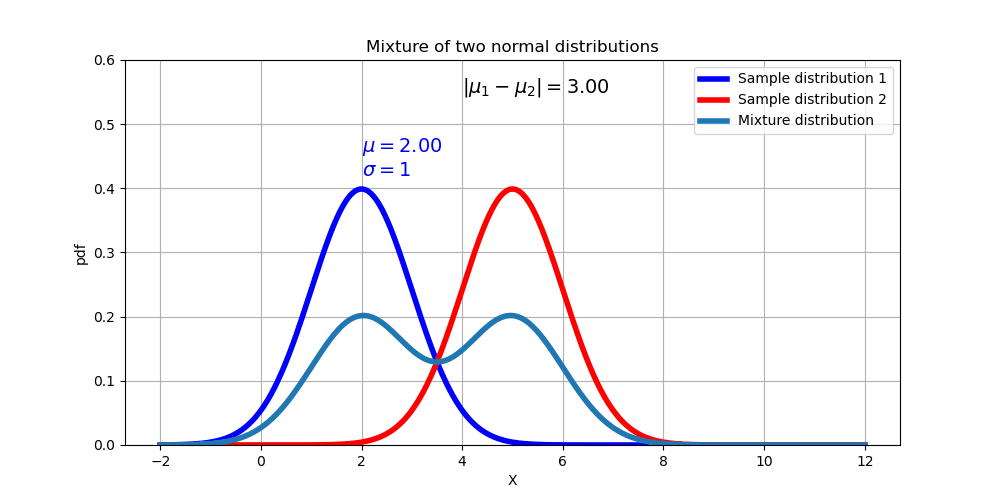 Mixture of two normal distributions
|μ₁ − μ₂| = 3.00
Sample distribution 1
Sample distribution 2
Mixture distribution
μ = 2.00
σ = 1
pdf
0.6
0.5
0.4
0.3
0.2
0.1
0.0
−2 0 2 4 6 8 10 12
X